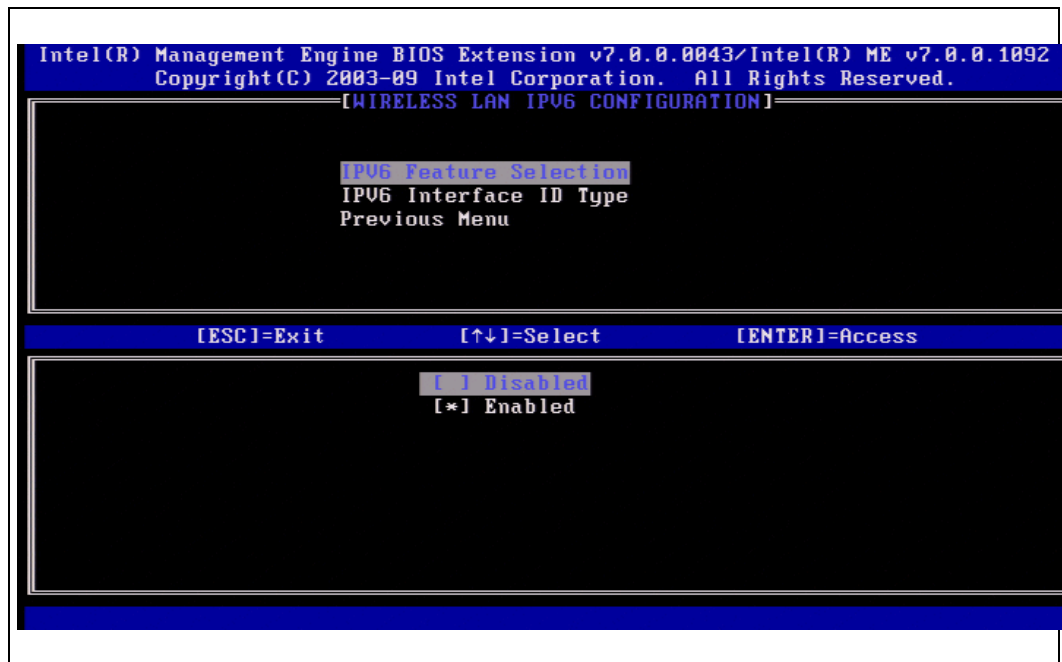 Intel(R) Management Engine BIOS Extension v7.0.0.0043/Intel(R) ME v7.0.0.1092
Copyright(C) 2003-09 Intel Corporation. All Rights Reserved.
[WIRELESS LAN IPV6 CONFIGURATION]
IPV6 Feature Selection
IPV6 Interface ID Type
Previous Menu
[ESC]=Exit [↑↓]=Select [ENTER]=Access
[ ] Disabled
[*] Enabled